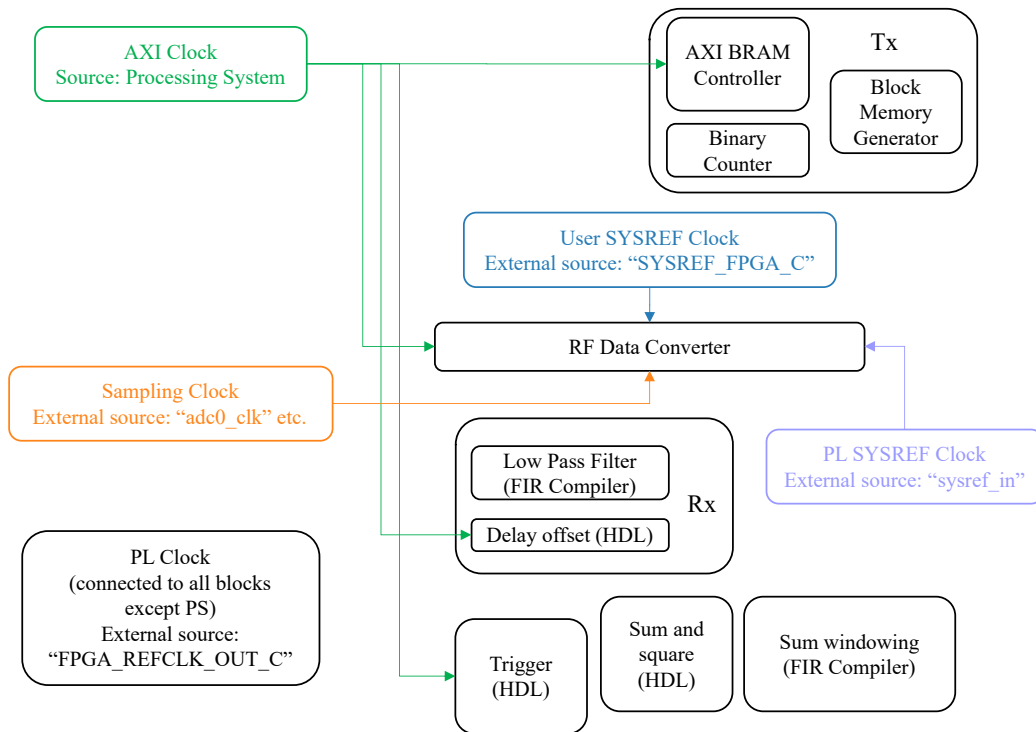 AXI Clock
Source: Processing System
AXI BRAM
Controller
Tx
Block
Memory
Generator
Binary
Counter
User SYSREF Clock
External source: “SYSREF_FPGA_C”
RF Data Converter
Sampling Clock
External source: “adc0_clk” etc.
PL SYSREF Clock
External source: “sysref_in”
Low Pass Filter
(FIR Compiler)
Rx
Delay offset (HDL)
PL Clock
(connected to all blocks
except PS)
External source:
“FPGA_REFCLK_OUT_C”
Trigger
(HDL)
Sum and
square
(HDL)
Sum windowing
(FIR Compiler)